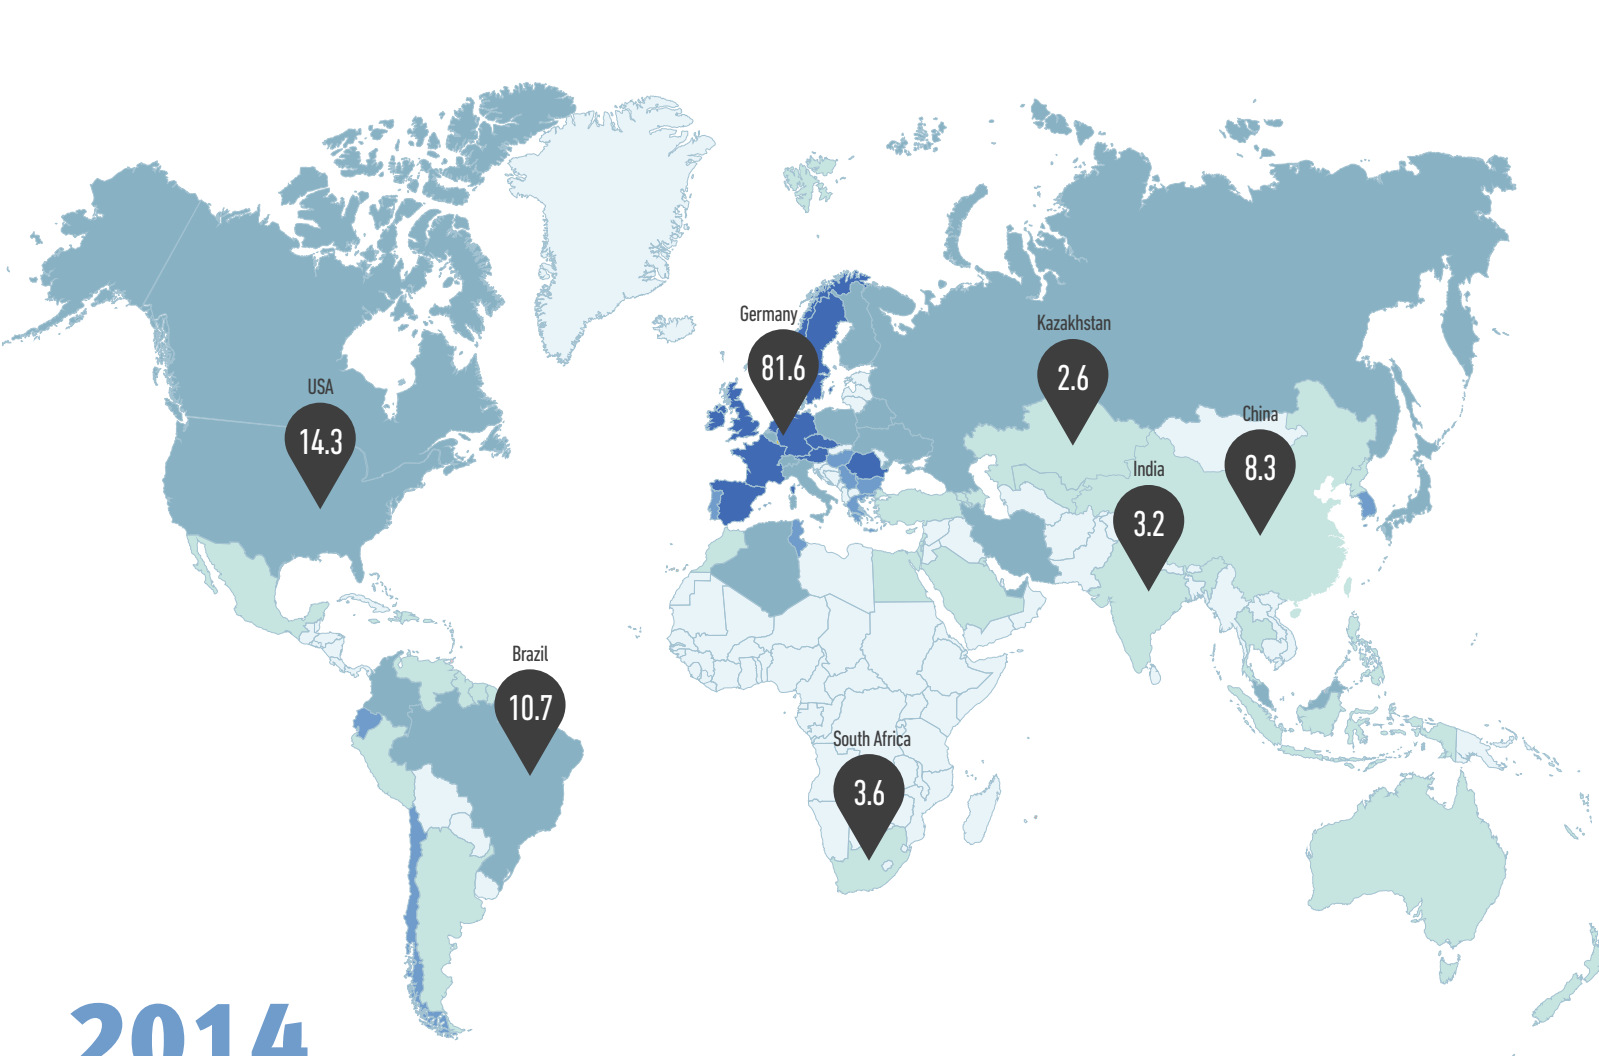 Germany
81.6
Kazakhstan
2.6
USA
14.3
China
8.3
India
3.2
Brazil
10.7
South Africa
3.6
2014